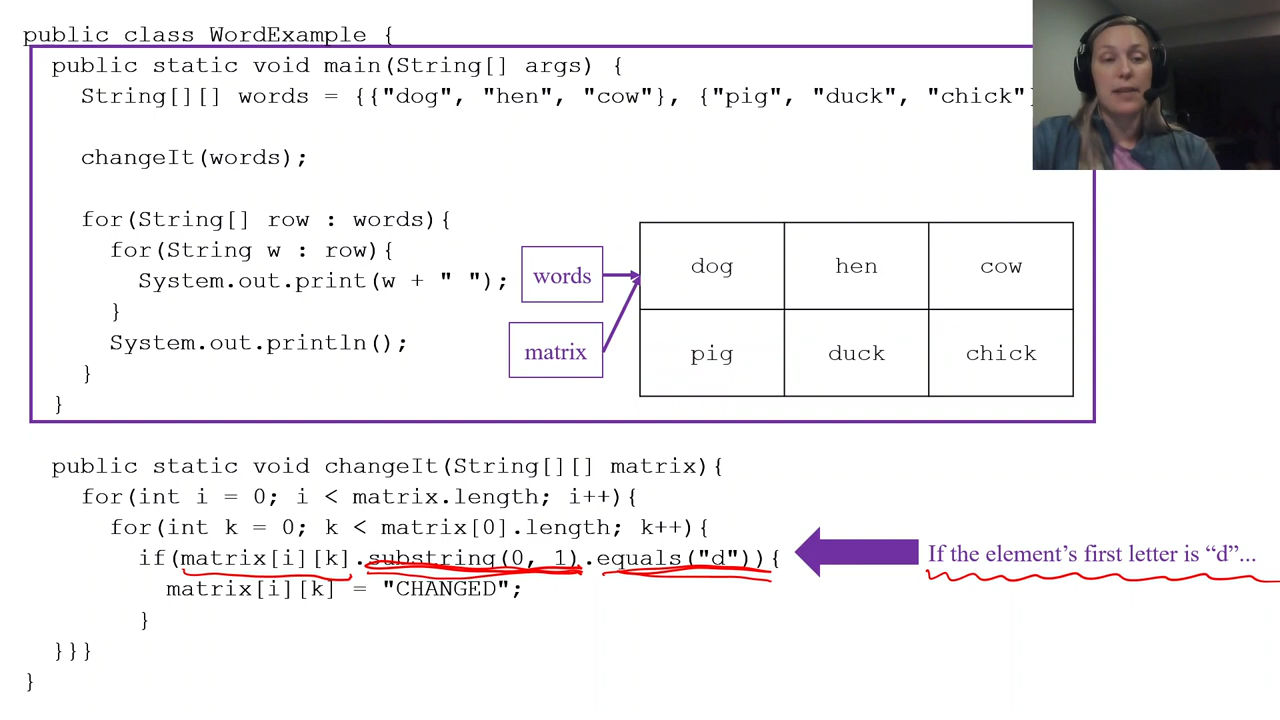 public class WordExample {
public static void main(String[] args) {
String[][] words = {{"dog", "hen", "cow"}, {"pig", "duck", "chick"
changeIt(words);
for(String[] row : words){
for(String w : row){
System.out.print(w + " ");
}
System.out.println();
}
}
words
matrix
dog hen cow
pig duck chick
public static void changeIt(String[][] matrix){
for(int i = 0; i < matrix.length; i++){
for(int k = 0; k < matrix[0].length; k++){
if(matrix[i][k].substring(0, 1).equals("d")){
If the element's first letter is “d”...
matrix[i][k] = "CHANGED";
}
}}}
}